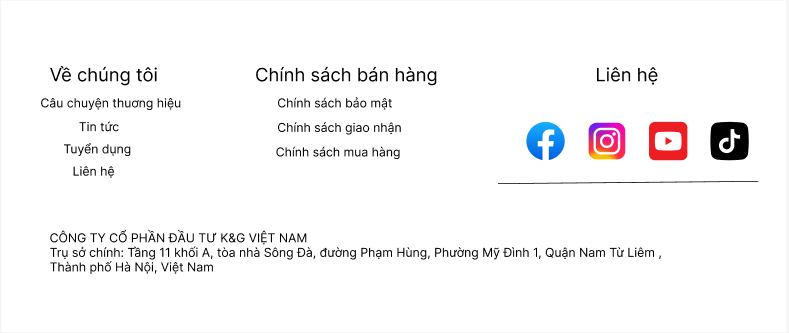 Về chúng tôi
Câu chuyện thương hiệu
Tin tức
Tuyển dụng
Liên hệ
Chính sách bán hàng
Chính sách bảo mật
Chính sách giao nhận
Chính sách mua hàng
Liên hệ
CÔNG TY CỔ PHẦN ĐẦU TƯ K&G VIỆT NAM
Trụ sở chính: Tầng 11 khối A, tòa nhà Sông Đà, đường Phạm Hùng, Phường Mỹ Đình 1, Quận Nam Từ Liêm ,
Thành phố Hà Nội, Việt Nam